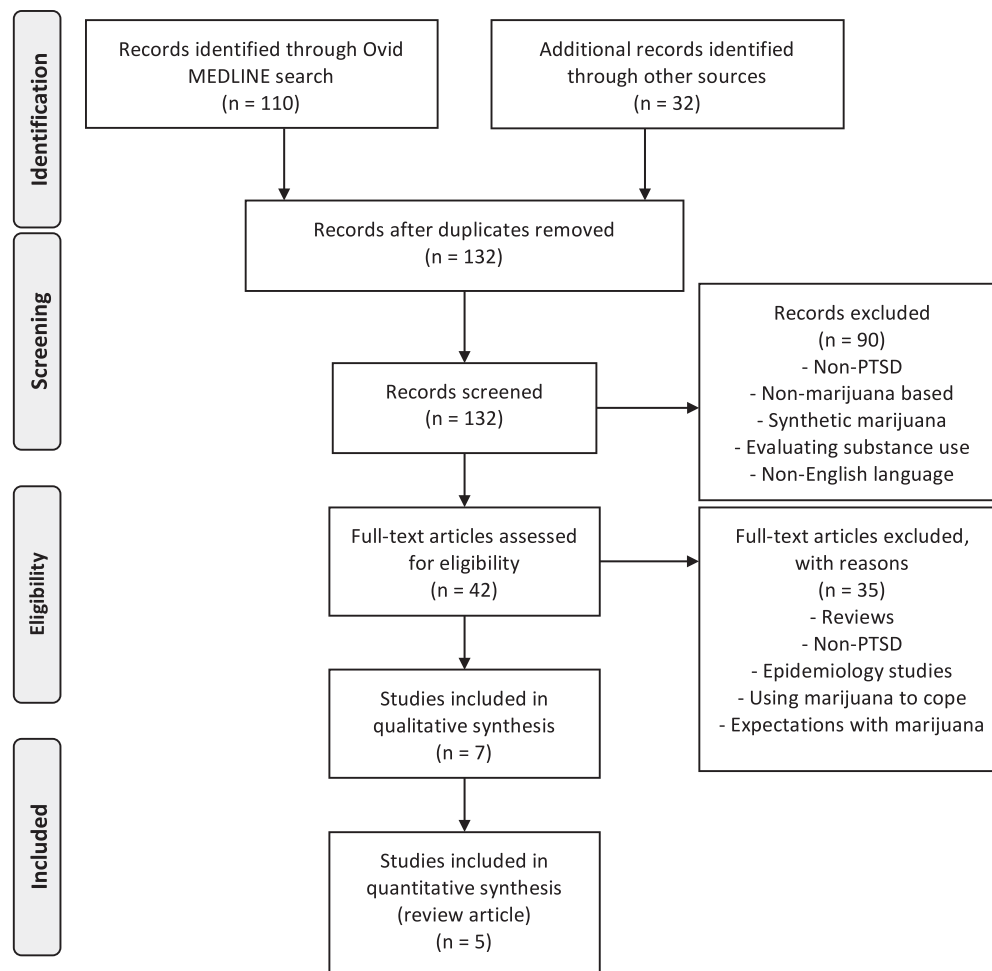 Identification
Records identified through Ovid
MEDLINE search
(n = 110)
Additional records identified
through other sources
(n = 32)
Records after duplicates removed
(n = 132)
Screening
Records screened
(n = 132)
Records excluded
(n = 90)
- Non-PTSD
- Non-marijuana based
- Synthetic marijuana
- Evaluating substance use
- Non-English language
Eligibility
Full-text articles assessed
for eligibility
(n = 42)
Full-text articles excluded,
with reasons
(n = 35)
- Reviews
- Non-PTSD
- Epidemiology studies
- Using marijuana to cope
- Expectations with marijuana
Studies included in
qualitative synthesis
(n = 7)
Included
Studies included in
quantitative synthesis
(review article)
(n = 5)